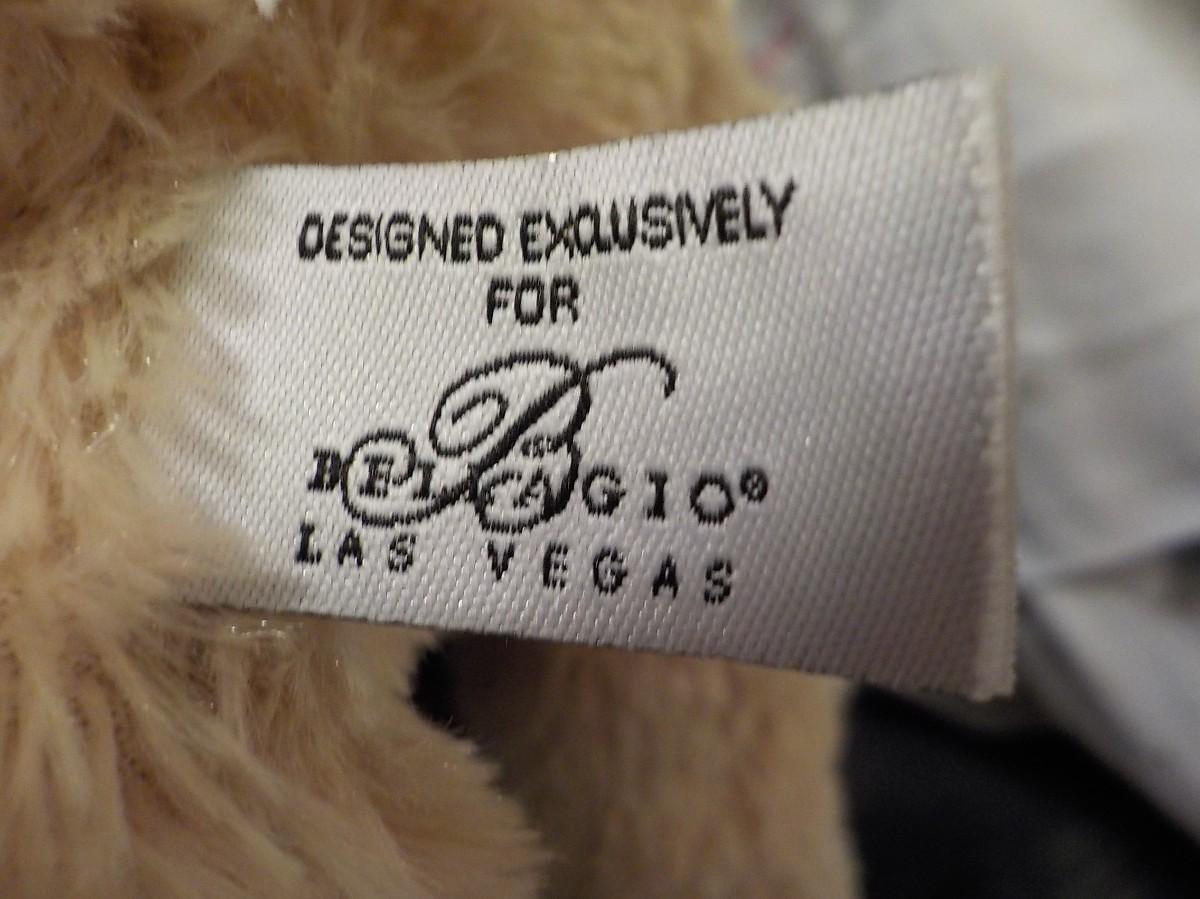 DESIGNED EXCLUSIVELY
FOR
B
BELLAGIO®
LAS VEGAS